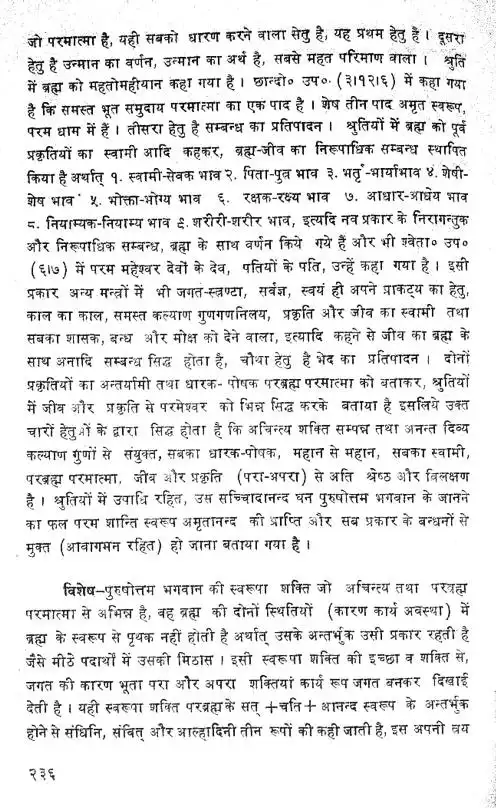 जो परमात्मा है, यही सबको धारण करने वाला सेतु है, यह प्रथम हेतु है । दूसरा
हेतु है उन्मान का वर्णन, उन्मान का अर्थ है, सबसे महत परिमाण वाला । श्रुति
में ब्रह्म को महतोमहीयान कहा गया है । छान्दो० उप० (३।१२।६) में कहा गया
है कि समस्त भूत समुदाय परमात्मा का एक पाद है । शेष तीन पाद अमृत स्वरूप,
परम धाम में हैं । तीसरा हेतु है सम्बन्ध का प्रतिपादन । श्रुतियों में ब्रह्म को पूर्व
प्रकृतियों का स्वामी आदि कहकर, ब्रह्म-जीव का निरूपाधिक सम्बन्ध स्थापित
किया है अर्थात् १. स्वामी-सेवक भाव २. पिता-पुत्र भाव ३. भर्तृ-भार्याभाव ४. शेषी-
शेष भाव ५. भोक्ता-भोग्य भाव ६. रक्षक-रक्ष्य भाव ७. आधार-आधेय भाव
८. नियाम्यक-नियाम्य भाव ९. शरीरी-शरीर भाव, इत्यदि नव प्रकार के निरागन्तुक
और निरूपाधिक सम्बन्ध, ब्रह्म के साथ वर्णन किये गये हैं और भी श्वेता० उप०
(६।७) में परम महेश्वर देवों के देव, पतियों के पति, उन्हें कहा गया है । इसी
प्रकार अन्य मन्त्रों में भी जगत-स्त्रण्टा, सर्वज्ञ, स्वयं ही अपने प्राकट्य का हेतु,
काल का काल, समस्त कल्याण गुणगणनिलय, प्रकृति और जीव का स्वामी तथा
सबका शासक, बन्ध और मोक्ष को देने वाला, इत्यादि कहने से जीव का ब्रह्म के
साथ अनादि सम्बन्ध सिद्ध होता है, चौथा हेतु है भेद का प्रतिपादन । दोनों
प्रकृतियों का अन्तर्यामी तथा धारक- पोषक परब्रह्म परमात्मा को बताकर, श्रुतियों
में जीव और प्रकृति से परमेश्वर को भिन्न सिद्ध करके बताया है इसलिये उक्त
चारों हेतुओं के द्वारा सिद्ध होता है कि अचिन्त्य शक्ति सम्पन्न तथा अनन्त दिव्य
कल्याण गुणों से संयुक्त, सबका धारक-पोषक, महान से महान, सबका स्वामी,
परब्रह्म परमात्मा, जीव और प्रकृति (परा-अपरा) से अति श्रेष्ठ और विलक्षण
है । श्रुतियों में उपाधि रहित, उस सच्चिदानन्द घन पुरुषोत्तम भगवान के जानने
का फल परम शान्ति स्वरूप अमृतानन्द की प्राप्ति और सब प्रकार के बन्धनों से
मुक्त (आवागमन रहित) हो जाना बताया गया है ।
विशेष–पुरुषोत्तम भगवान की स्वरूपा शक्ति जो अचिन्त्य तथा परब्रह्म
परमात्मा से अभिन्न है, वह ब्रह्म की दोनों स्थितियों (कारण कार्य अवस्था) में
ब्रह्म के स्वरूप से पृथक नहीं होती है अर्थात् उसके अन्तर्भुक उसी प्रकार रहती है
जैसे मीठे पदार्थों में उसकी मिठास । इसी स्वरूपा शक्ति की इच्छा व शक्ति से,
जगत की कारण भूता परा और अपरा शक्तियां कार्य रूप जगत बनकर दिखाई
देती है । यही स्वरूपा शक्ति परब्रह्म के सत् + चति + आनन्द स्वरूप के अन्तर्भुक
होने से संधिनि, संवित् और आल्हादिनी तीन रूपों की कही जाती है, इस अपनी त्रय
२३६